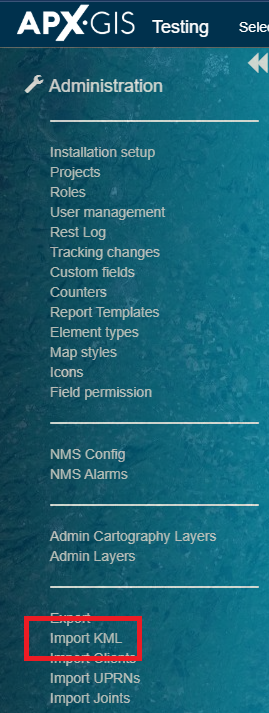 APX·GIS Testing Selec
Administration
Installation setup
Projects
Roles
User management
Rest Log
Tracking changes
Custom fields
Counters
Report Templates
Element types
Map styles
Icons
Field permission
NMS Config
NMS Alarms
Admin Cartography Layers
Admin Layers
Export
Import KML
Import Clients
Import UPRNs
Import Joints